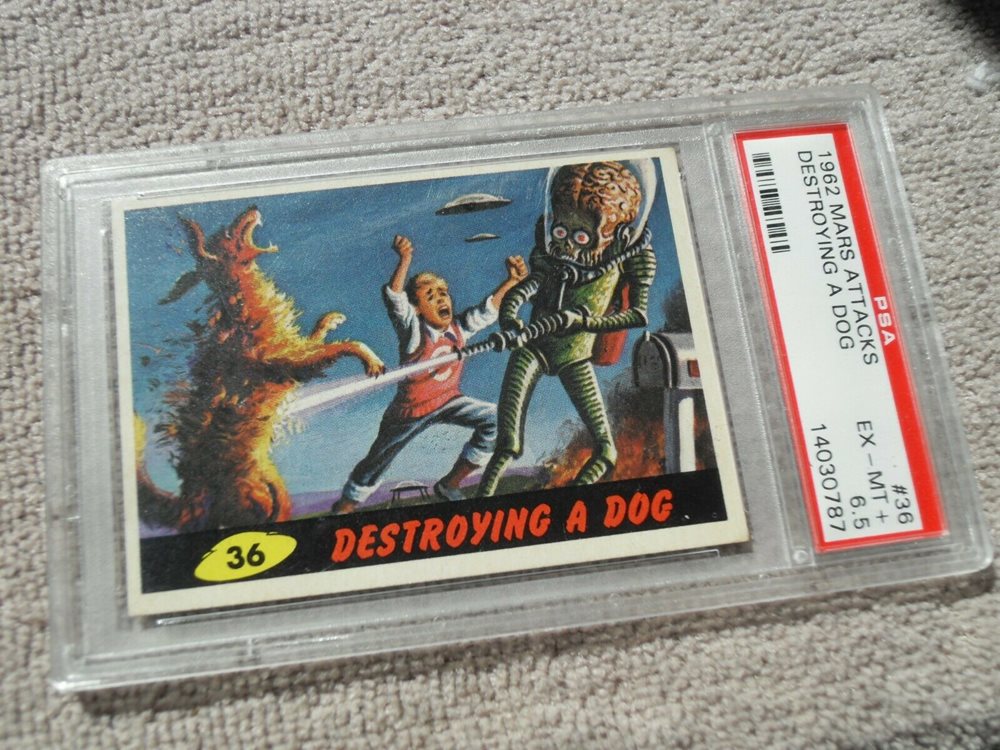 36
DESTROYING A DOG
1962 MARS ATTACKS
DESTROYING A DOG
PSA
#36
EX - MT +
6.5
14030787